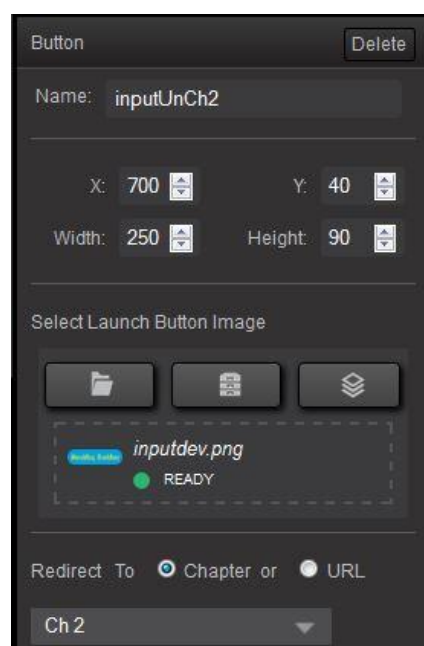 Button Delete
Name: inputUnCh2
X: 700 Y: 40
Width: 250 Height: 90
Select Launch Button Image
inputdev.png
READY
Redirect To Chapter or URL
Ch 2